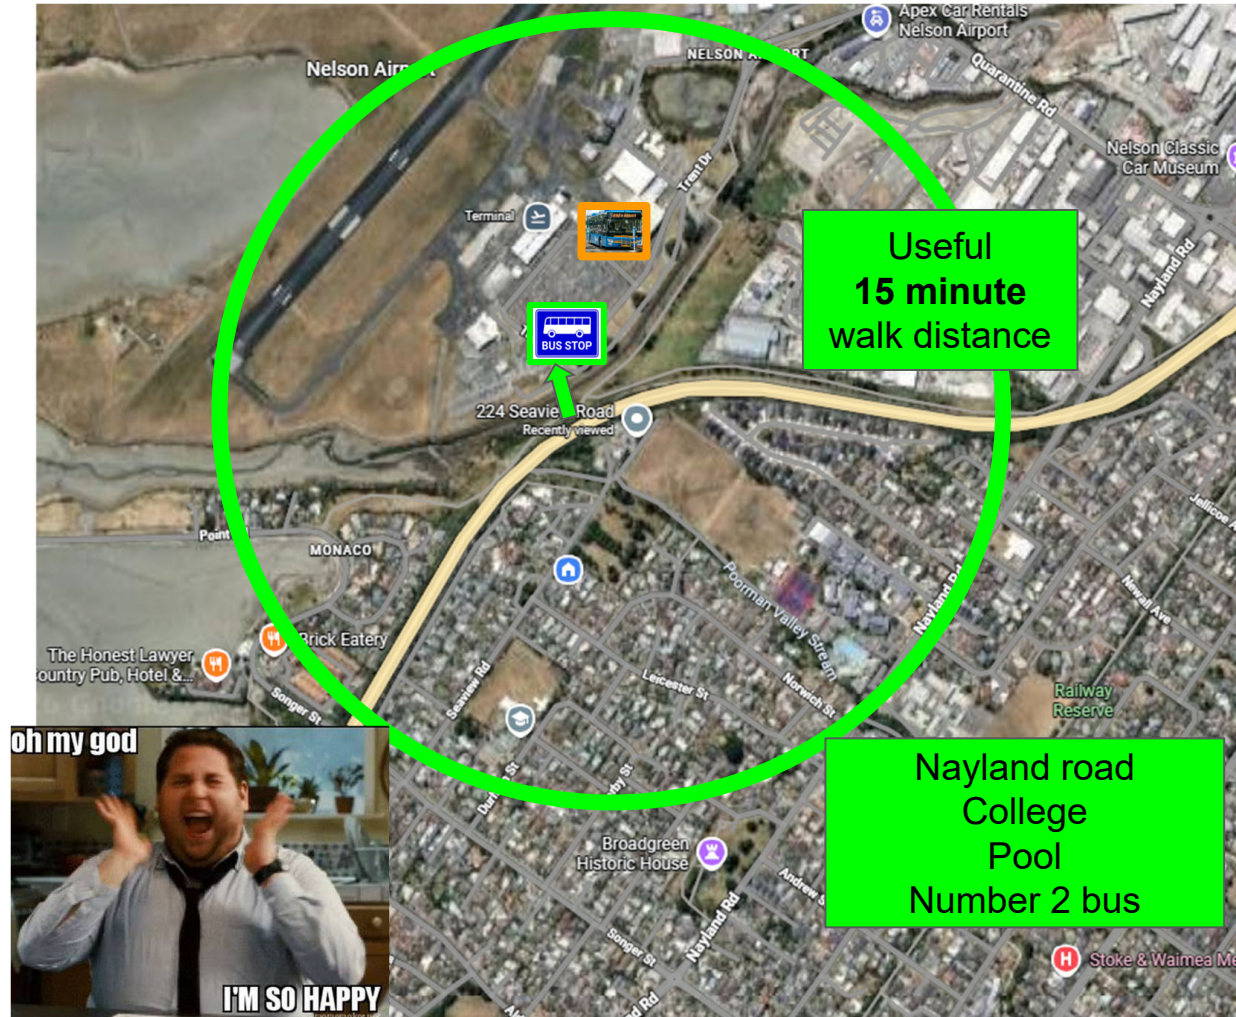 Apex Car Rentals
Nelson Airport
NELSON AIRPORT
Nelson Airport
Quarantine Rd
Nelson Classic
Car Museum
Trent Dr
Terminal
Useful
15 minute
walk distance
Nayland Rd
BUS STOP
224 Seaview Road
Recently viewed
Jellicoe
Point
MONACO
Poorman Valley Stream
Nayland Rd
Newall Ave
Brick Eatery
The Honest Lawyer
Country Pub, Hotel &...
Songer St
Seaview Rd
Leicester St
Norwich St
Railway
Reserve
oh my god
I'M SO HAPPY
Nayland road
College
Pool
Number 2 bus
Broadgreen
Historic House
Andrew
Nayland Rd
Songer St
Stoke & Waimea
Rd